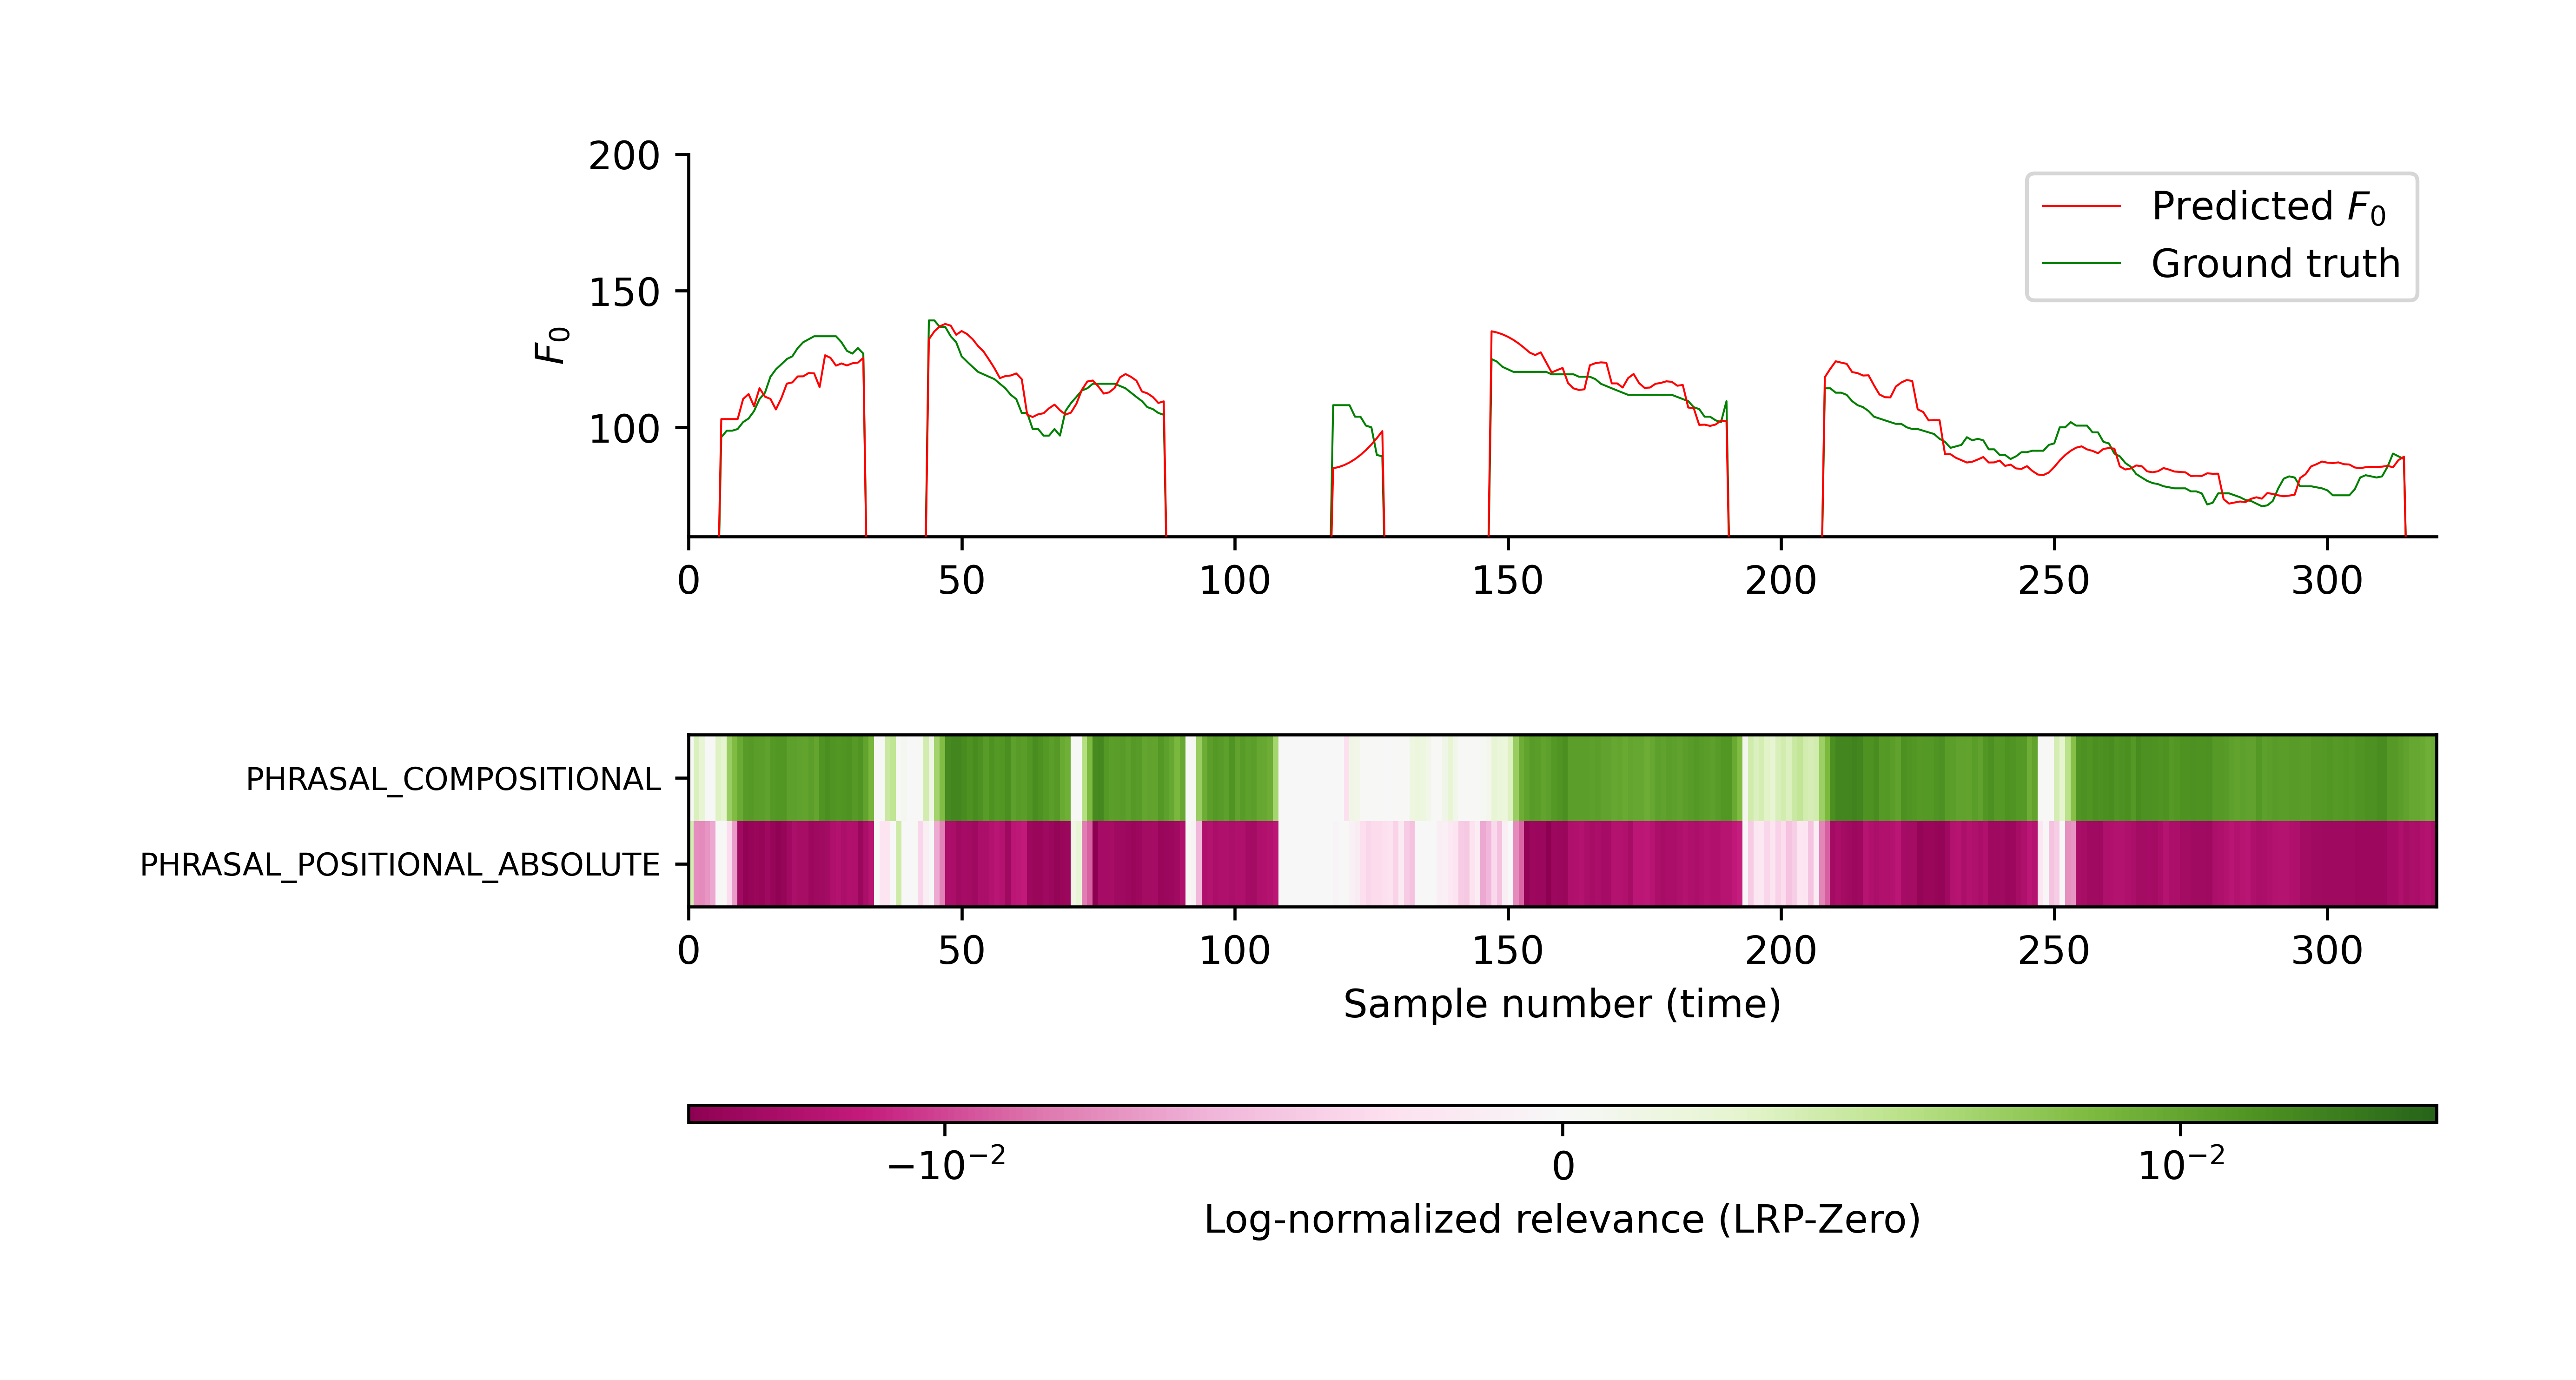 200
150
100
F₀
Predicted F₀
Ground truth
0 50 100 150 200 250 300
PHRASAL_COMPOSITIONAL
PHRASAL_POSITIONAL_ABSOLUTE
0 50 100 150 200 250 300
Sample number (time)
−10⁻² 0 10⁻²
Log-normalized relevance (LRP-Zero)